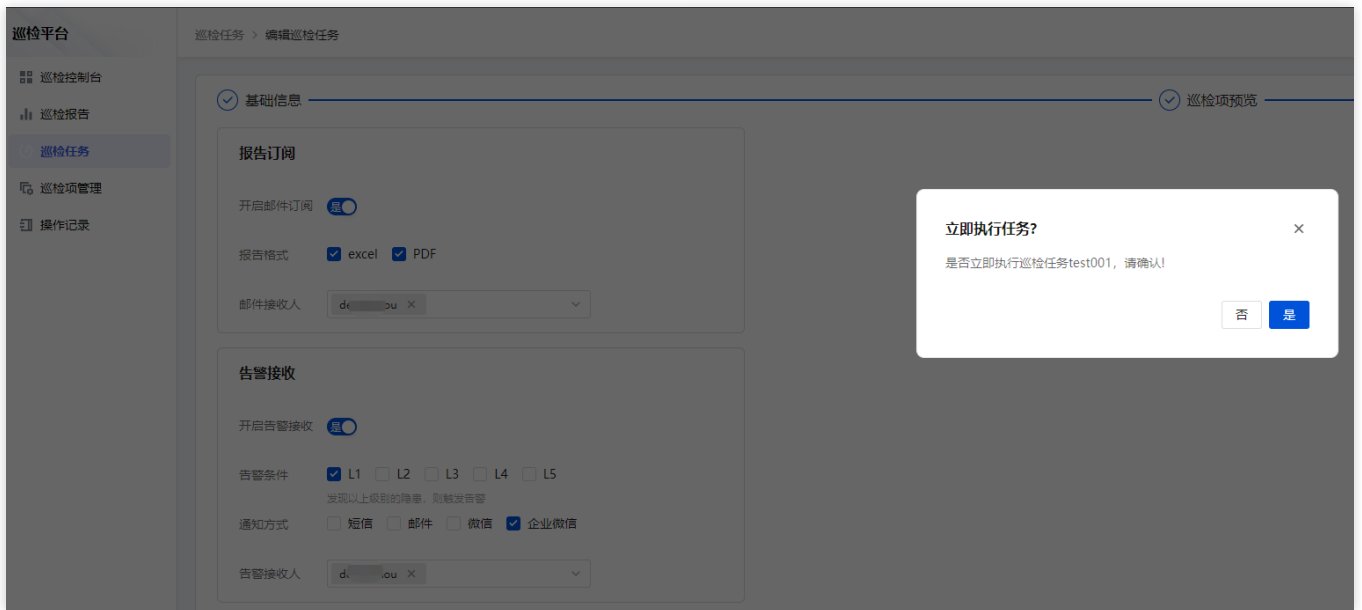 巡检平台
巡检控制台
巡检报告
巡检任务
巡检项管理
操作记录
巡检任务 > 编辑巡检任务
基础信息
巡检项预览
报告订阅
开启邮件订阅 是
报告格式 excel PDF
邮件接收人
告警接收
开启告警接收 是
告警条件 L1 L2 L3 L4 L5
发现以上级别的隐患，则触发告警
通知方式 短信 邮件 微信 企业微信
告警接收人
立即执行任务?
是否立即执行巡检任务test001，请确认!
否 是